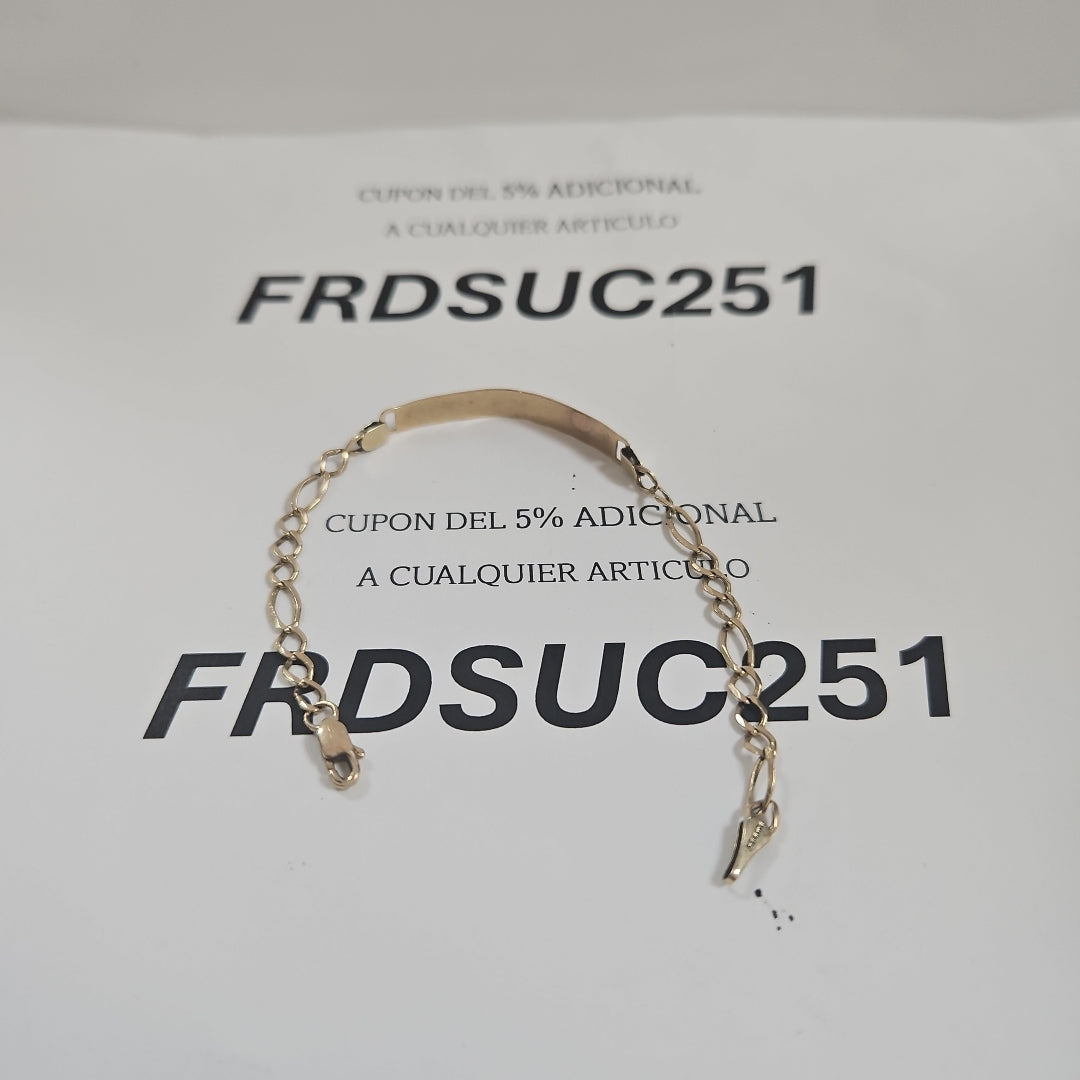 CUPON DEL 5% ADICIONAL
A CUALQUIER ARTICULO
FRDSUC251
CUPON DEL 5% ADICIONAL
A CUALQUIER ARTICULO
FRDSUC251